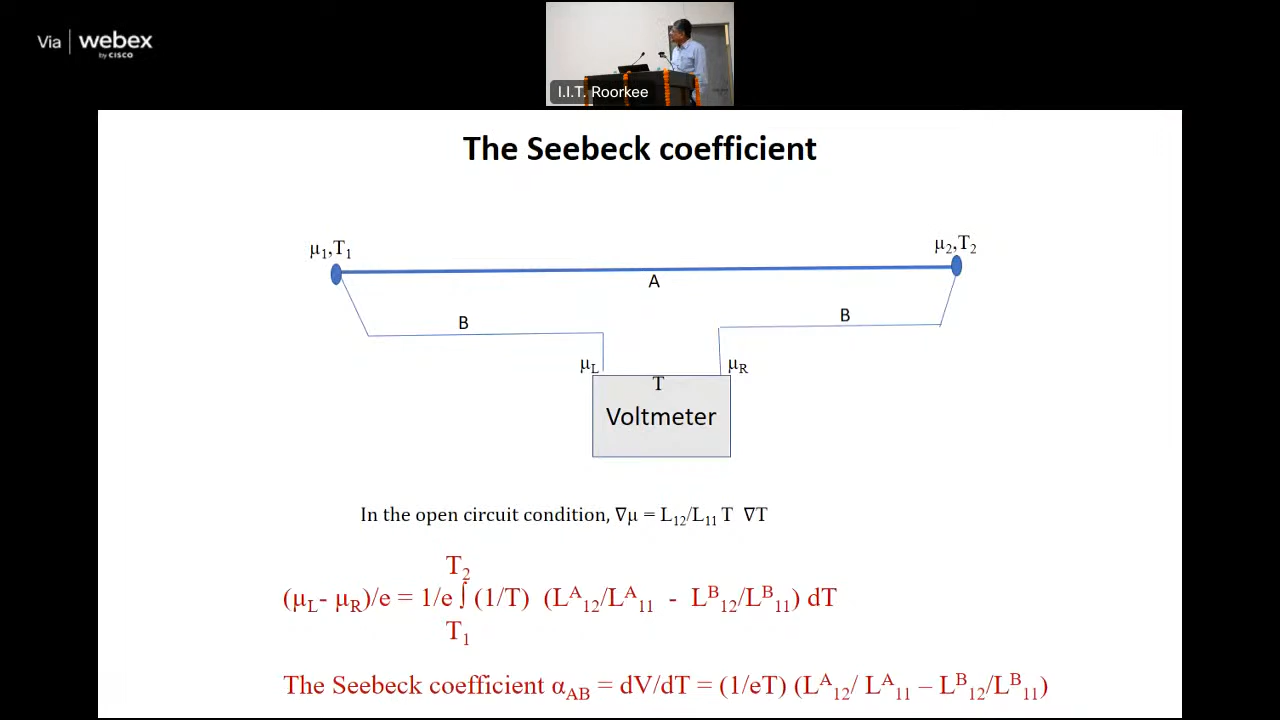 Via | webex
by CISCO
I.I.T. Roorkee
The Seebeck coefficient
μ₁,T₁
μ₂,T₂
A
B
B
μL
μR
T
Voltmeter
In the open circuit condition, ∇μ = L₁₂/L₁₁ T ∇T
T₂
(μL- μR)/e = 1/e ∫ (1/T) (Lᴬ₁₂/Lᴬ₁₁ - Lᴮ₁₂/Lᴮ₁₁) dT
T₁
The Seebeck coefficient αAB = dV/dT = (1/eT) (Lᴬ₁₂/ Lᴬ₁₁ – Lᴮ₁₂/Lᴮ₁₁)